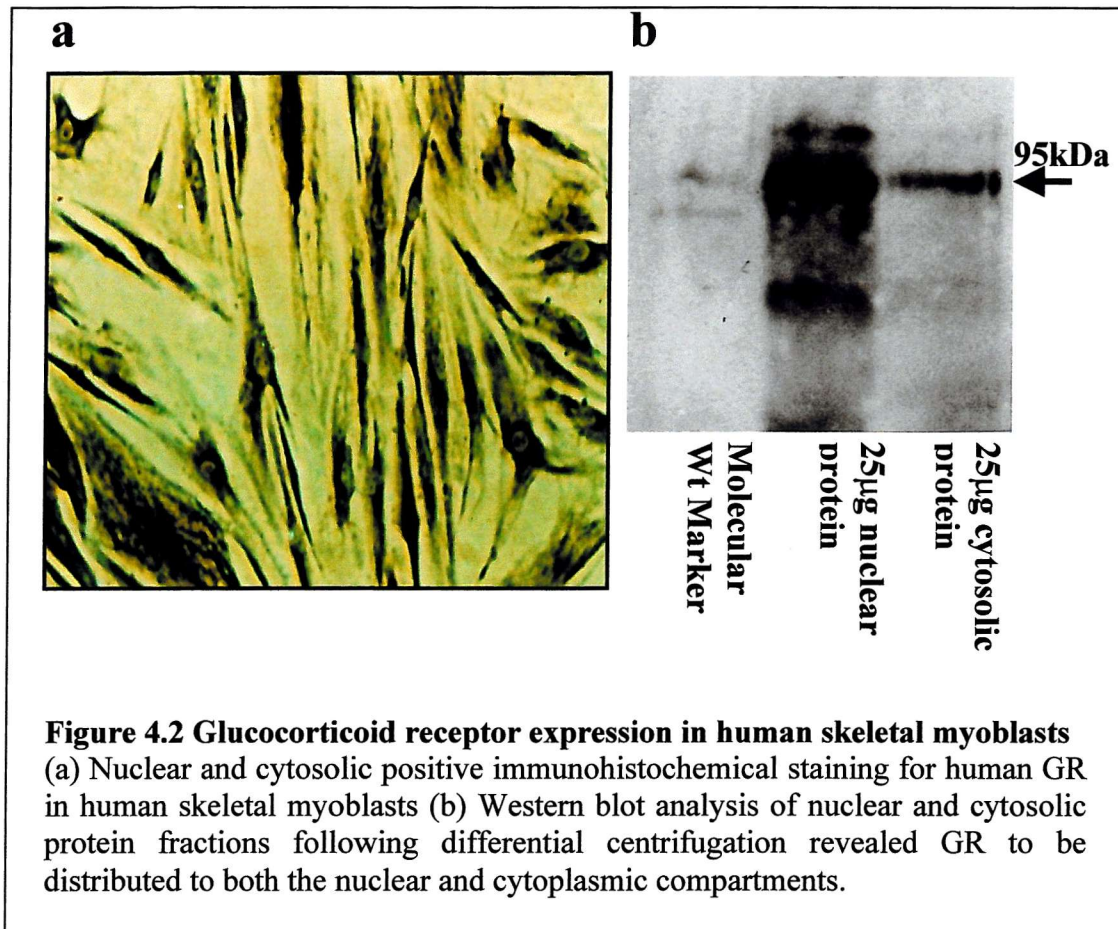 a
b
95kDa
Molecular
Wt Marker
25µg nuclear
protein
25µg cytosolic
protein
Figure 4.2 Glucocorticoid receptor expression in human skeletal myoblasts
(a) Nuclear and cytosolic positive immunohistochemical staining for human GR
in human skeletal myoblasts (b) Western blot analysis of nuclear and cytosolic
protein fractions following differential centrifugation revealed GR to be
distributed to both the nuclear and cytoplasmic compartments.